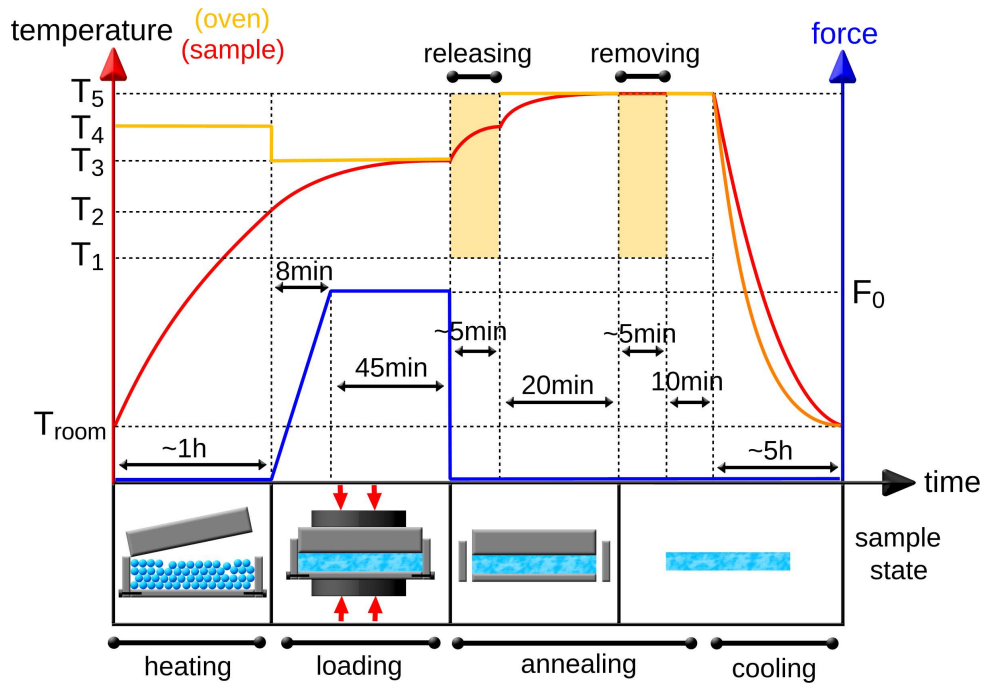 (oven)
temperature
(sample)
force
releasing
removing
T5
T4
T3
T2
T1
8min
F0
~5min
~5min
45min
20min
10min
Troom
~1h
~5h
time
sample
state
heating
loading
annealing
cooling